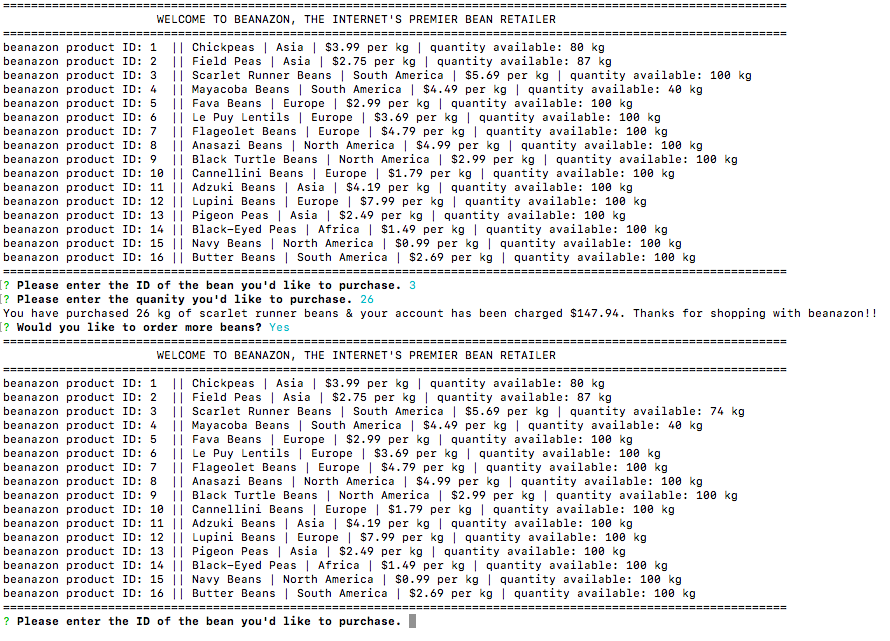 ================================================================================================================
WELCOME TO BEANAZON, THE INTERNET'S PREMIER BEAN RETAILER
================================================================================================================
beanazon product ID: 1  || Chickpeas | Asia | $3.99 per kg | quantity available: 80 kg
beanazon product ID: 2  || Field Peas | Asia | $2.75 per kg | quantity available: 87 kg
beanazon product ID: 3  || Scarlet Runner Beans | South America | $5.69 per kg | quantity available: 100 kg
beanazon product ID: 4  || Mayacoba Beans | South America | $4.49 per kg | quantity available: 40 kg
beanazon product ID: 5  || Fava Beans | Europe | $2.99 per kg | quantity available: 100 kg
beanazon product ID: 6  || Le Puy Lentils | Europe | $3.69 per kg | quantity available: 100 kg
beanazon product ID: 7  || Flageolet Beans | Europe | $4.79 per kg | quantity available: 100 kg
beanazon product ID: 8  || Anasazi Beans | North America | $4.99 per kg | quantity available: 100 kg
beanazon product ID: 9  || Black Turtle Beans | North America | $2.99 per kg | quantity available: 100 kg
beanazon product ID: 10 || Cannellini Beans | Europe | $1.79 per kg | quantity available: 100 kg
beanazon product ID: 11 || Adzuki Beans | Asia | $4.19 per kg | quantity available: 100 kg
beanazon product ID: 12 || Lupini Beans | Europe | $7.99 per kg | quantity available: 100 kg
beanazon product ID: 13 || Pigeon Peas | Asia | $2.49 per kg | quantity available: 100 kg
beanazon product ID: 14 || Black-Eyed Peas | Africa | $1.49 per kg | quantity available: 100 kg
beanazon product ID: 15 || Navy Beans | North America | $0.99 per kg | quantity available: 100 kg
beanazon product ID: 16 || Butter Beans | South America | $2.69 per kg | quantity available: 100 kg
================================================================================================================
[? Please enter the ID of the bean you'd like to purchase. 3
[? Please enter the quanity you'd like to purchase. 26
You have purchased 26 kg of scarlet runner beans & your account has been charged $147.94. Thanks for shopping with beanazon!!
[? Would you like to order more beans? Yes
================================================================================================================
WELCOME TO BEANAZON, THE INTERNET'S PREMIER BEAN RETAILER
================================================================================================================
beanazon product ID: 1  || Chickpeas | Asia | $3.99 per kg | quantity available: 80 kg
beanazon product ID: 2  || Field Peas | Asia | $2.75 per kg | quantity available: 87 kg
beanazon product ID: 3  || Scarlet Runner Beans | South America | $5.69 per kg | quantity available: 74 kg
beanazon product ID: 4  || Mayacoba Beans | South America | $4.49 per kg | quantity available: 40 kg
beanazon product ID: 5  || Fava Beans | Europe | $2.99 per kg | quantity available: 100 kg
beanazon product ID: 6  || Le Puy Lentils | Europe | $3.69 per kg | quantity available: 100 kg
beanazon product ID: 7  || Flageolet Beans | Europe | $4.79 per kg | quantity available: 100 kg
beanazon product ID: 8  || Anasazi Beans | North America | $4.99 per kg | quantity available: 100 kg
beanazon product ID: 9  || Black Turtle Beans | North America | $2.99 per kg | quantity available: 100 kg
beanazon product ID: 10 || Cannellini Beans | Europe | $1.79 per kg | quantity available: 100 kg
beanazon product ID: 11 || Adzuki Beans | Asia | $4.19 per kg | quantity available: 100 kg
beanazon product ID: 12 || Lupini Beans | Europe | $7.99 per kg | quantity available: 100 kg
beanazon product ID: 13 || Pigeon Peas | Asia | $2.49 per kg | quantity available: 100 kg
beanazon product ID: 14 || Black-Eyed Peas | Africa | $1.49 per kg | quantity available: 100 kg
beanazon product ID: 15 || Navy Beans | North America | $0.99 per kg | quantity available: 100 kg
beanazon product ID: 16 || Butter Beans | South America | $2.69 per kg | quantity available: 100 kg
================================================================================================================
? Please enter the ID of the bean you'd like to purchase.